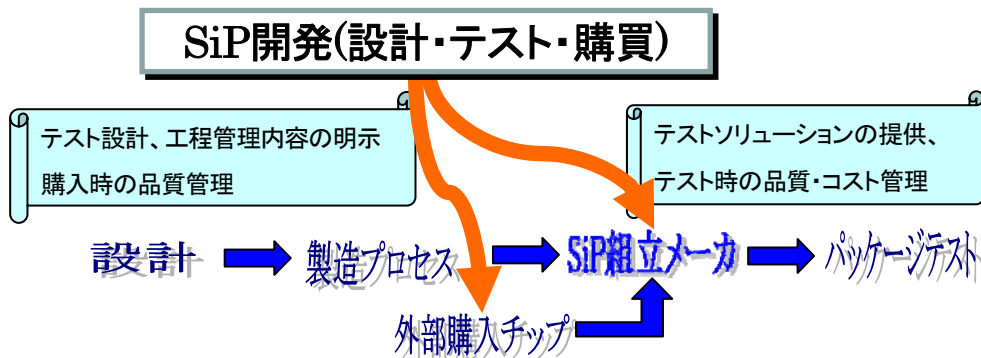 SiP開発(設計・テスト・購買)
テスト設計、工程管理内容の明示
購入時の品質管理
テストソリューションの提供、
テスト時の品質・コスト管理
設計
製造プロセス
SiP組立メーカ
パッケージテスト
外部購入チップ